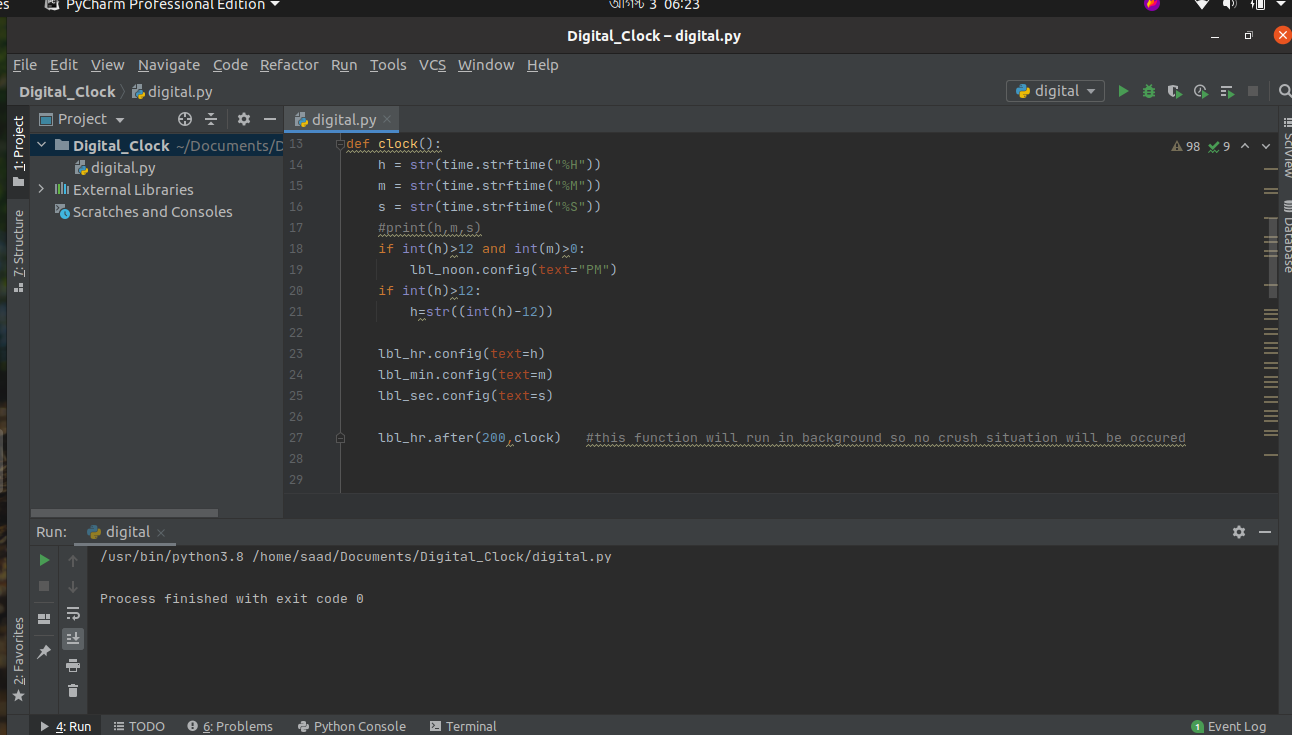 PyCharm Professional Edition
আগস্ট 3 06:23
Digital_Clock – digital.py
File Edit View Navigate Code Refactor Run Tools VCS Window Help
Digital_Clock digital.py
digital
Project
digital.py
1: Project
Digital_Clock ~/Documents/D
digital.py
External Libraries
Scratches and Consoles
7: Structure
2: Favorites
98 9
SciView
Database
13 def clock():
14 h = str(time.strftime("%H"))
15 m = str(time.strftime("%M"))
16 s = str(time.strftime("%S"))
17 #print(h,m,s)
18 if int(h)>12 and int(m)>0:
19 lbl_noon.config(text="PM")
20 if int(h)>12:
21 h=str((int(h)-12))
22
23 lbl_hr.config(text=h)
24 lbl_min.config(text=m)
25 lbl_sec.config(text=s)
26
27 lbl_hr.after(200,clock) #this function will run in background so no crush situation will be occured
28
29
Run: digital
/usr/bin/python3.8 /home/saad/Documents/Digital_Clock/digital.py
Process finished with exit code 0
4: Run TODO 6: Problems Python Console Terminal 1 Event Log